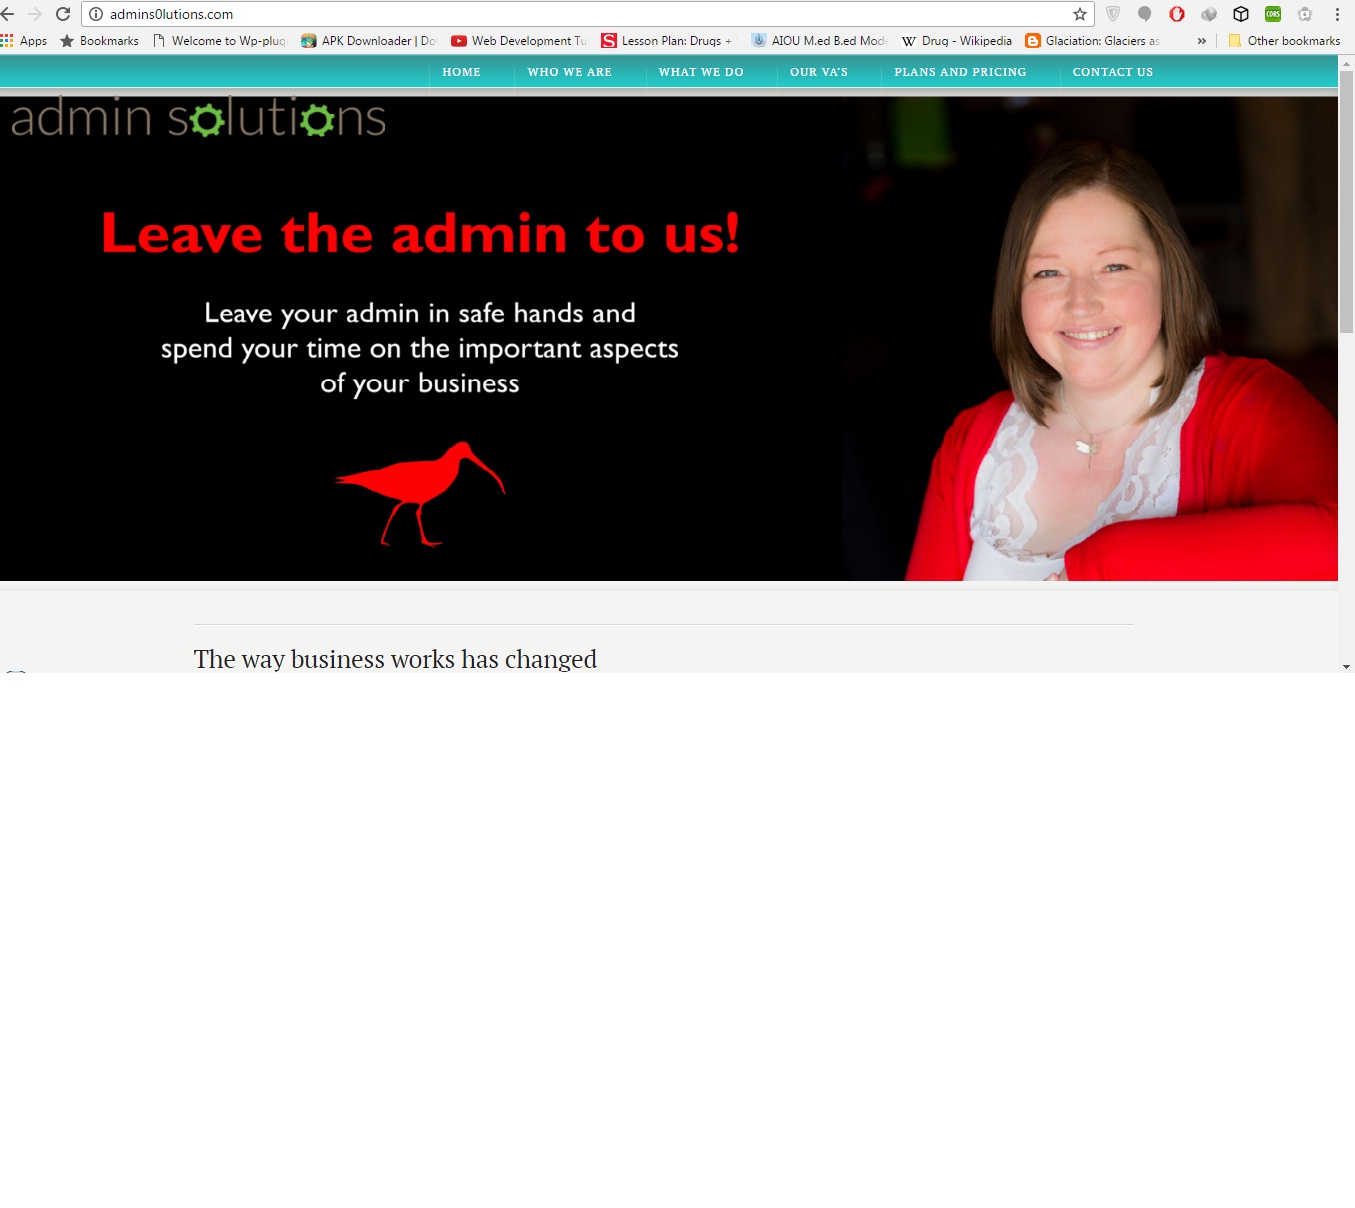 admins0lutions.com
Apps
Bookmarks
Welcome to Wp-plug
APK Downloader | Do
Web Development Tu
Lesson Plan: Drugs +
AIOU M.ed B.ed Mode
W Drug - Wikipedia
Glaciation: Glaciers as
»
Other bookmarks
CORS
HOME
WHO WE ARE
WHAT WE DO
OUR VA'S
PLANS AND PRICING
CONTACT US
admin solutions
Leave the admin to us!
Leave your admin in safe hands and
spend your time on the important aspects
of your business
The way business works has changed